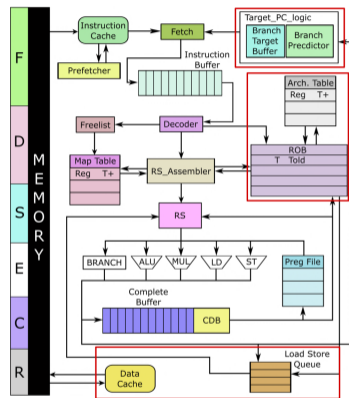 Target_PC_logic
Instruction
Cache
Fetch
Branch
Target
Buffer
Branch
Precdictor
F
Prefetcher
Instruction
Buffer
Arch. Table
Reg T+
Freelist
Decoder
ROB
T Told
D
Map Table
Reg T+
RS_Assembler
MEMORY
S
RS
E
BRANCH
ALU
MUL
LD
ST
Preg File
Complete
Buffer
C
CDB
Load Store
Queue
R
Data
Cache